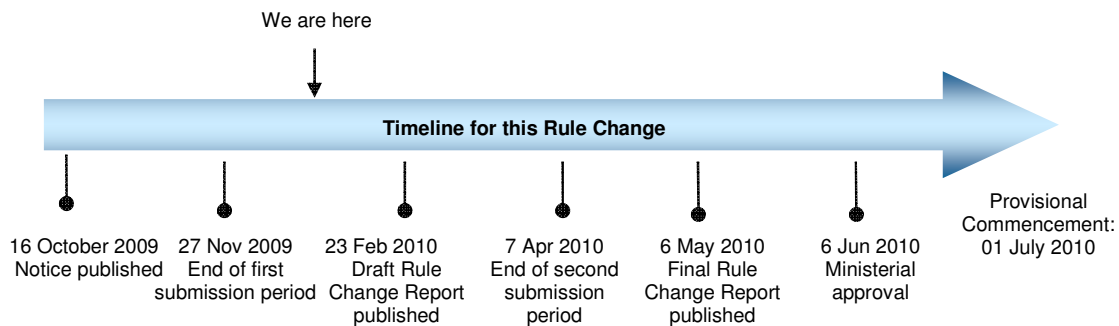 We are here
Timeline for this Rule Change
16 October 2009
Notice published
27 Nov 2009
End of first
submission period
23 Feb 2010
Draft Rule
Change Report
published
7 Apr 2010
End of second
submission
period
6 May 2010
Final Rule
Change Report
published
6 Jun 2010
Ministerial
approval
Provisional
Commencement:
01 July 2010